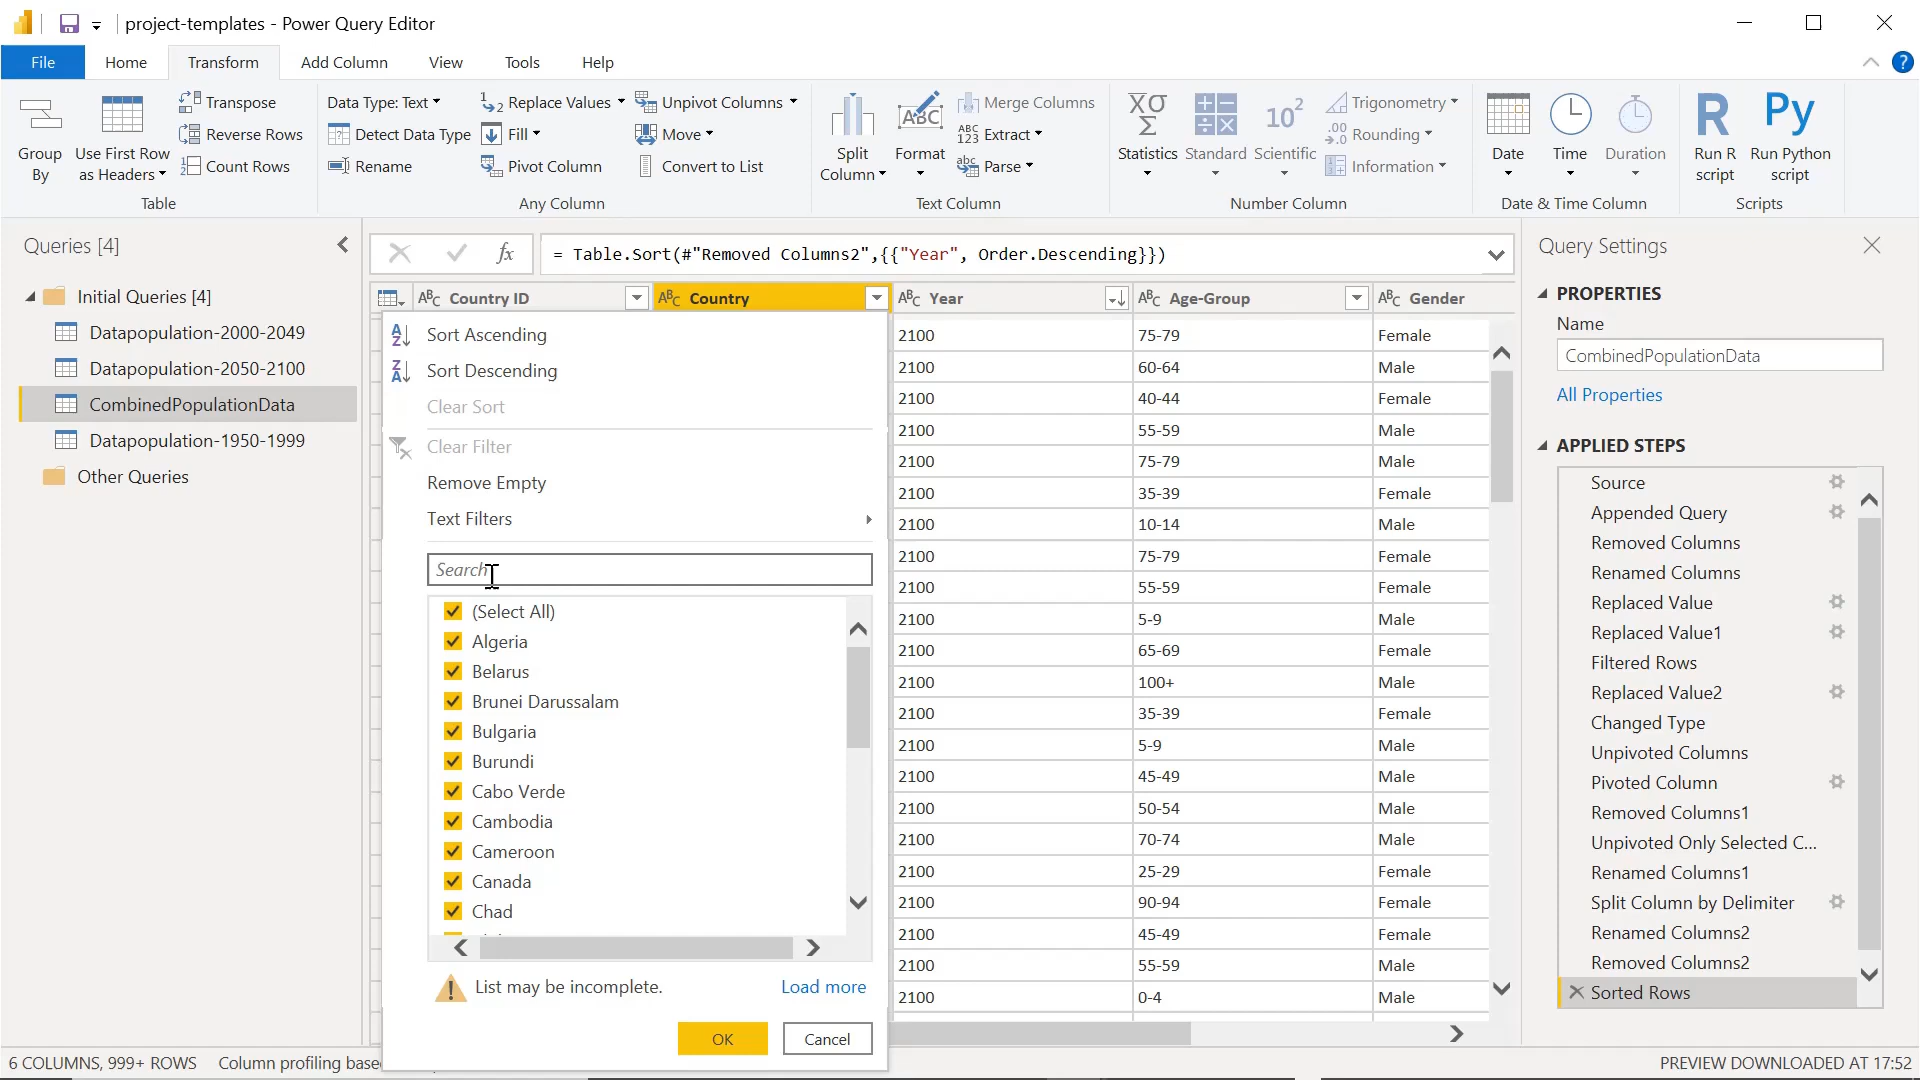 project-templates - Power Query Editor
File
Home
Transform
Add Column
View
Tools
Help
?
Group By
Use First Row as Headers
Transpose
Reverse Rows
Count Rows
Table
Data Type: Text
Detect Data Type
Rename
Replace Values
Fill
Pivot Column
Unpivot Columns
Move
Convert to List
Any Column
Split Column
ABC
Format
Merge Columns
ABC 123
Extract
abc
Parse
Text Column
XΣσ
Statistics
Standard
10²
Scientific
Trigonometry
.00 .0
Rounding
Information
Number Column
Date
Time
Duration
Date & Time Column
R
Run R script
Py
Run Python script
Scripts
Queries [4]
Initial Queries [4]
Datapopulation-2000-2049
Datapopulation-2050-2100
CombinedPopulationData
Datapopulation-1950-1999
Other Queries
fx
= Table.Sort(#"Removed Columns2",{{"Year", Order.Descending}})
ABC Country ID
ABC Country
ABC Year
ABC Age-Group
ABC Gender
Sort Ascending
Sort Descending
Clear Sort
Clear Filter
Remove Empty
Text Filters
Search
(Select All)
Algeria
Belarus
Brunei Darussalam
Bulgaria
Burundi
Cabo Verde
Cambodia
Cameroon
Canada
Chad
List may be incomplete.
Load more
OK
Cancel
2100 75-79 Female
2100 60-64 Male
2100 40-44 Female
2100 55-59 Male
2100 75-79 Male
2100 35-39 Female
2100 10-14 Male
2100 75-79 Female
2100 55-59 Female
2100 5-9 Male
2100 65-69 Female
2100 100+ Male
2100 35-39 Female
2100 5-9 Male
2100 45-49 Male
2100 50-54 Male
2100 70-74 Male
2100 25-29 Female
2100 90-94 Female
2100 45-49 Female
2100 55-59 Male
2100 0-4 Male
Query Settings
PROPERTIES
Name
CombinedPopulationData
All Properties
APPLIED STEPS
Source
Appended Query
Removed Columns
Renamed Columns
Replaced Value
Replaced Value1
Filtered Rows
Replaced Value2
Changed Type
Unpivoted Columns
Pivoted Column
Removed Columns1
Unpivoted Only Selected C...
Renamed Columns1
Split Column by Delimiter
Renamed Columns2
Removed Columns2
Sorted Rows
6 COLUMNS, 999+ ROWS
Column profiling base
PREVIEW DOWNLOADED AT 17:52